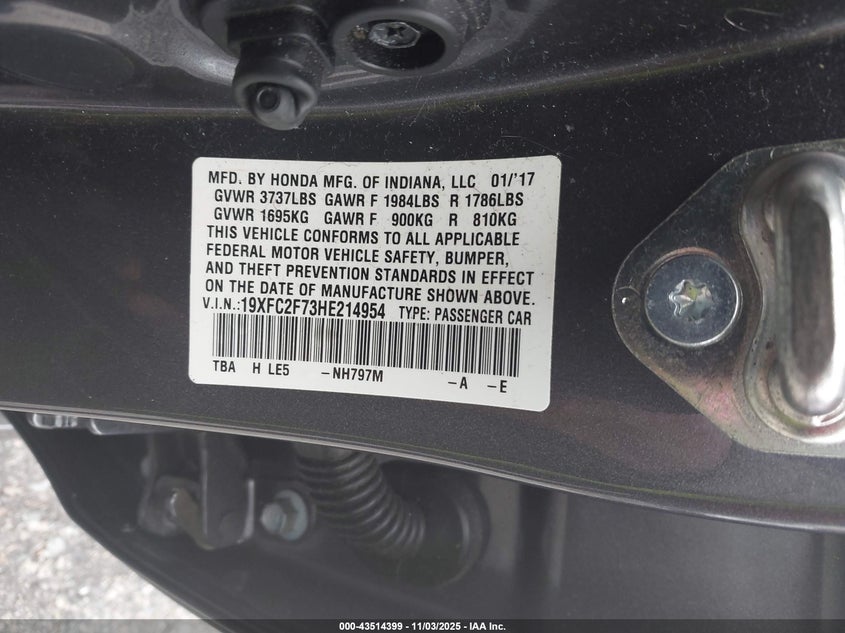 MFD. BY HONDA MFG. OF INDIANA, LLC 01/'17
GVWR 3737LBS GAWR F 1984LBS R 1786LBS
GVWR 1695KG GAWR F 900KG R 810KG
THIS VEHICLE CONFORMS TO ALL APPLICABLE
FEDERAL MOTOR VEHICLE SAFETY, BUMPER,
AND THEFT PREVENTION STANDARDS IN EFFECT
ON THE DATE OF MANUFACTURE SHOWN ABOVE.
V.I.N.:19XFC2F73HE214954 TYPE: PASSENGER CAR
TBA H LE5 -NH797M -A -E
000-43514399 - 11/03/2025 - IAA Inc.